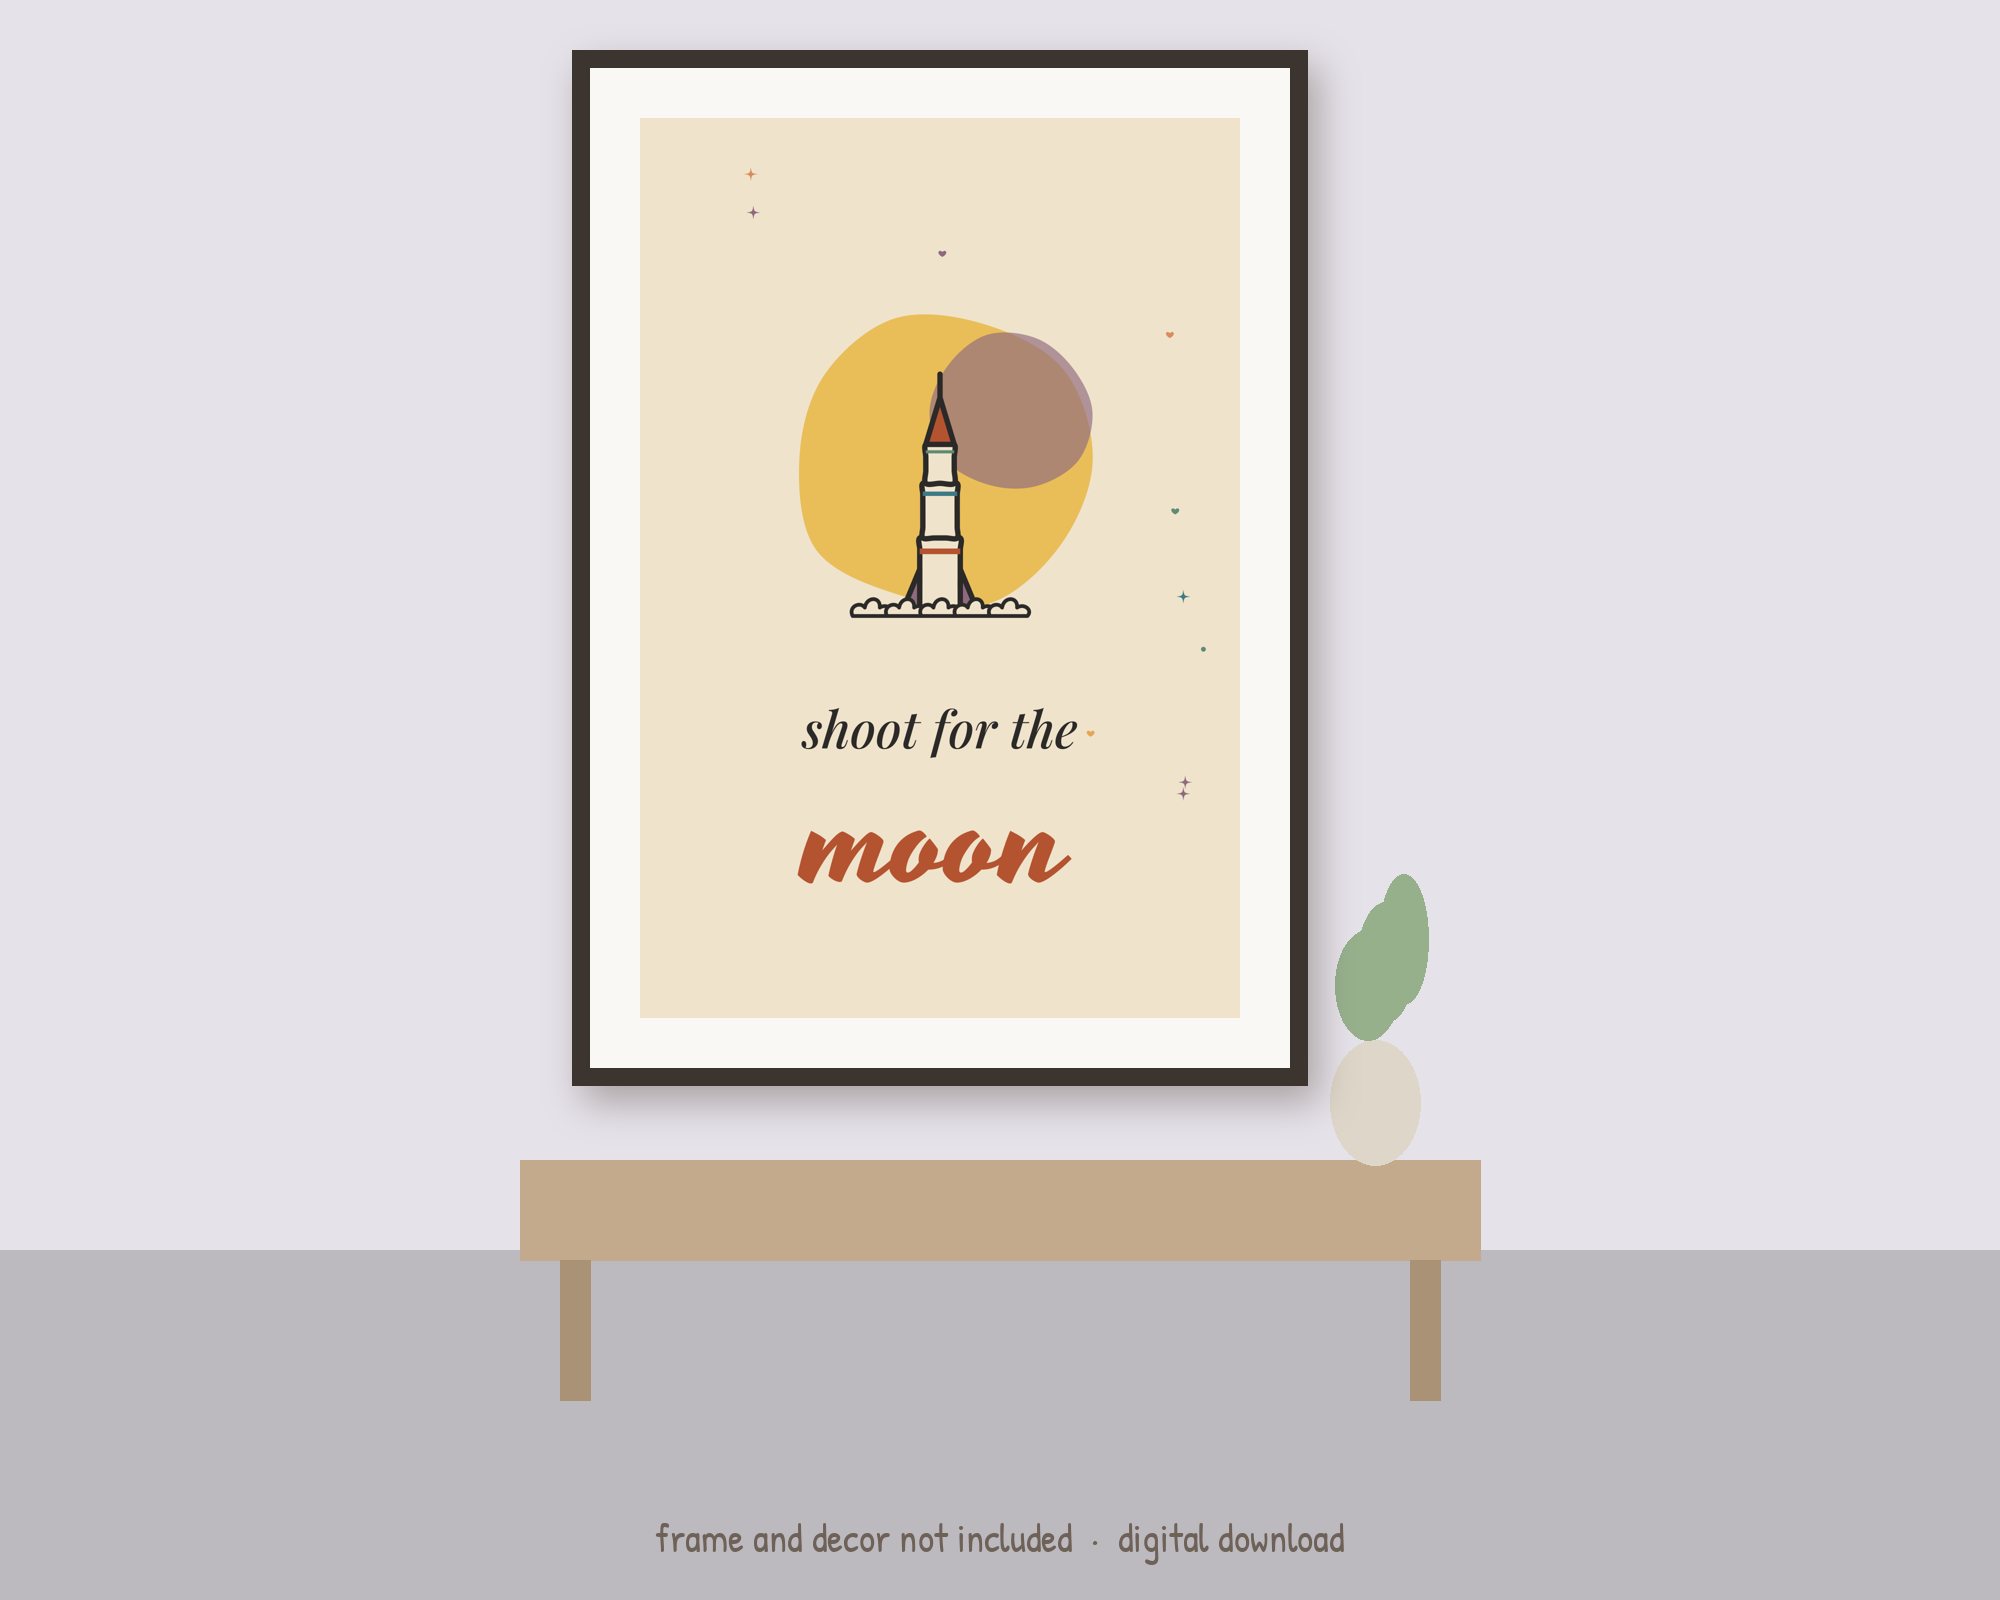 shoot for the
moon
frame and decor not included · digital download